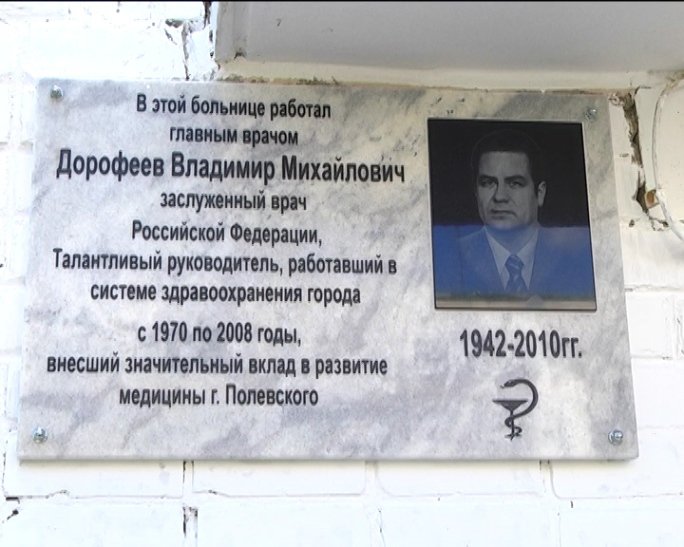 В этой больнице работал
главным врачом
Дорофеев Владимир Михайлович
заслуженный врач
Российской Федерации,
Талантливый руководитель, работавший в
системе здравоохранения города
с 1970 по 2008 годы,
внесший значительный вклад в развитие
медицины г. Полевского
1942-2010гг.